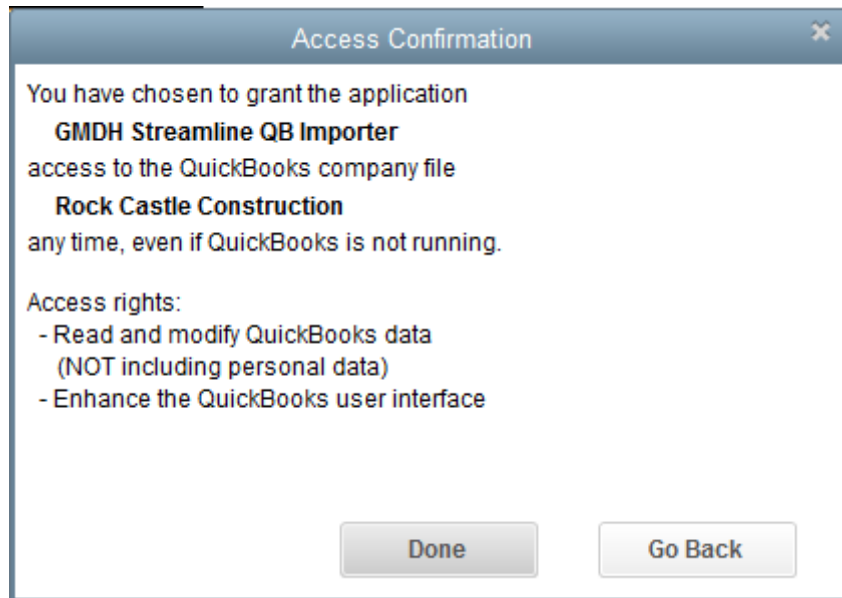 Access Confirmation
You have chosen to grant the application
GMDH Streamline QB Importer
access to the QuickBooks company file
Rock Castle Construction
any time, even if QuickBooks is not running.
Access rights:
- Read and modify QuickBooks data
(NOT including personal data)
- Enhance the QuickBooks user interface
Done Go Back